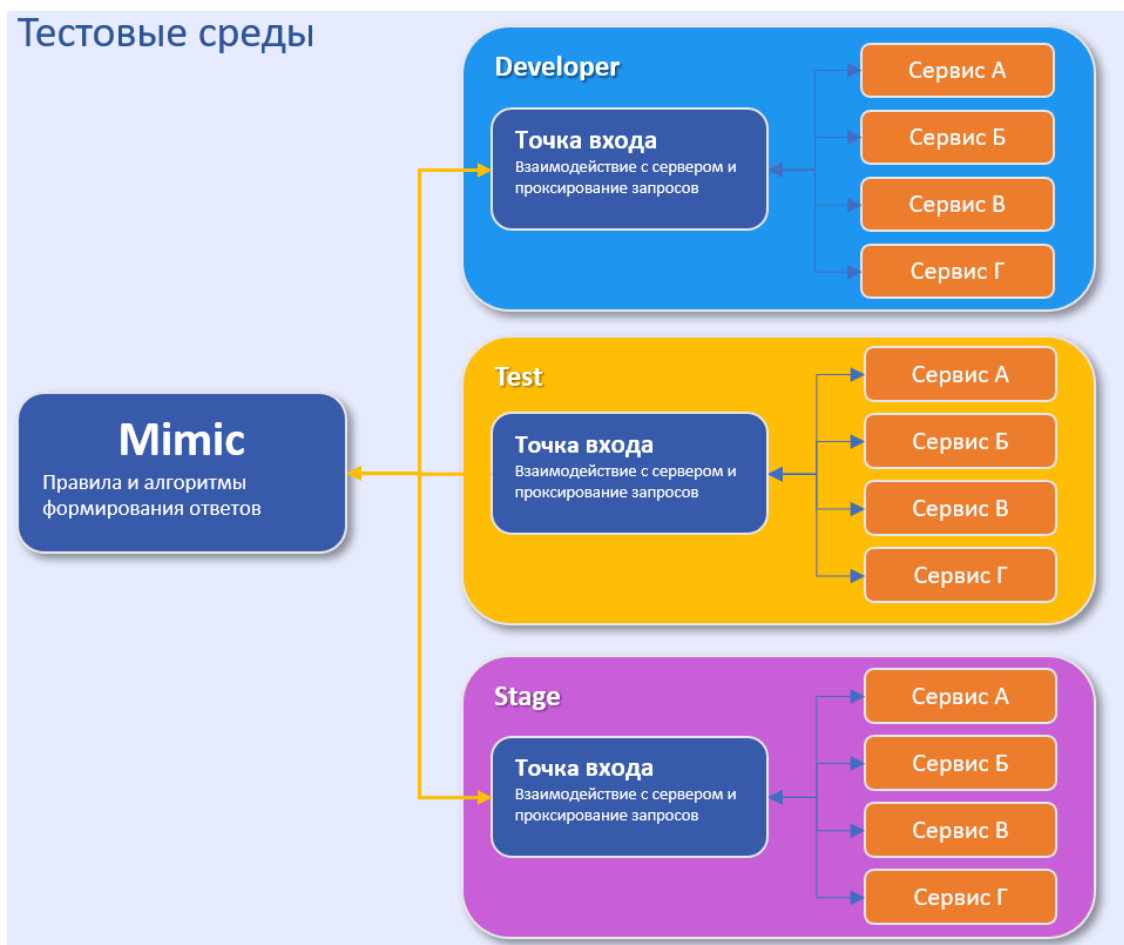 Тестовые среды
Developer
Точка входа
Взаимодействие с сервером и
проксирование запросов
Сервис А
Сервис Б
Сервис В
Сервис Г
Mimic
Правила и алгоритмы
формирования ответов
Test
Точка входа
Взаимодействие с сервером и
проксирование запросов
Сервис А
Сервис Б
Сервис В
Сервис Г
Stage
Точка входа
Взаимодействие с сервером и
проксирование запросов
Сервис А
Сервис Б
Сервис В
Сервис Г